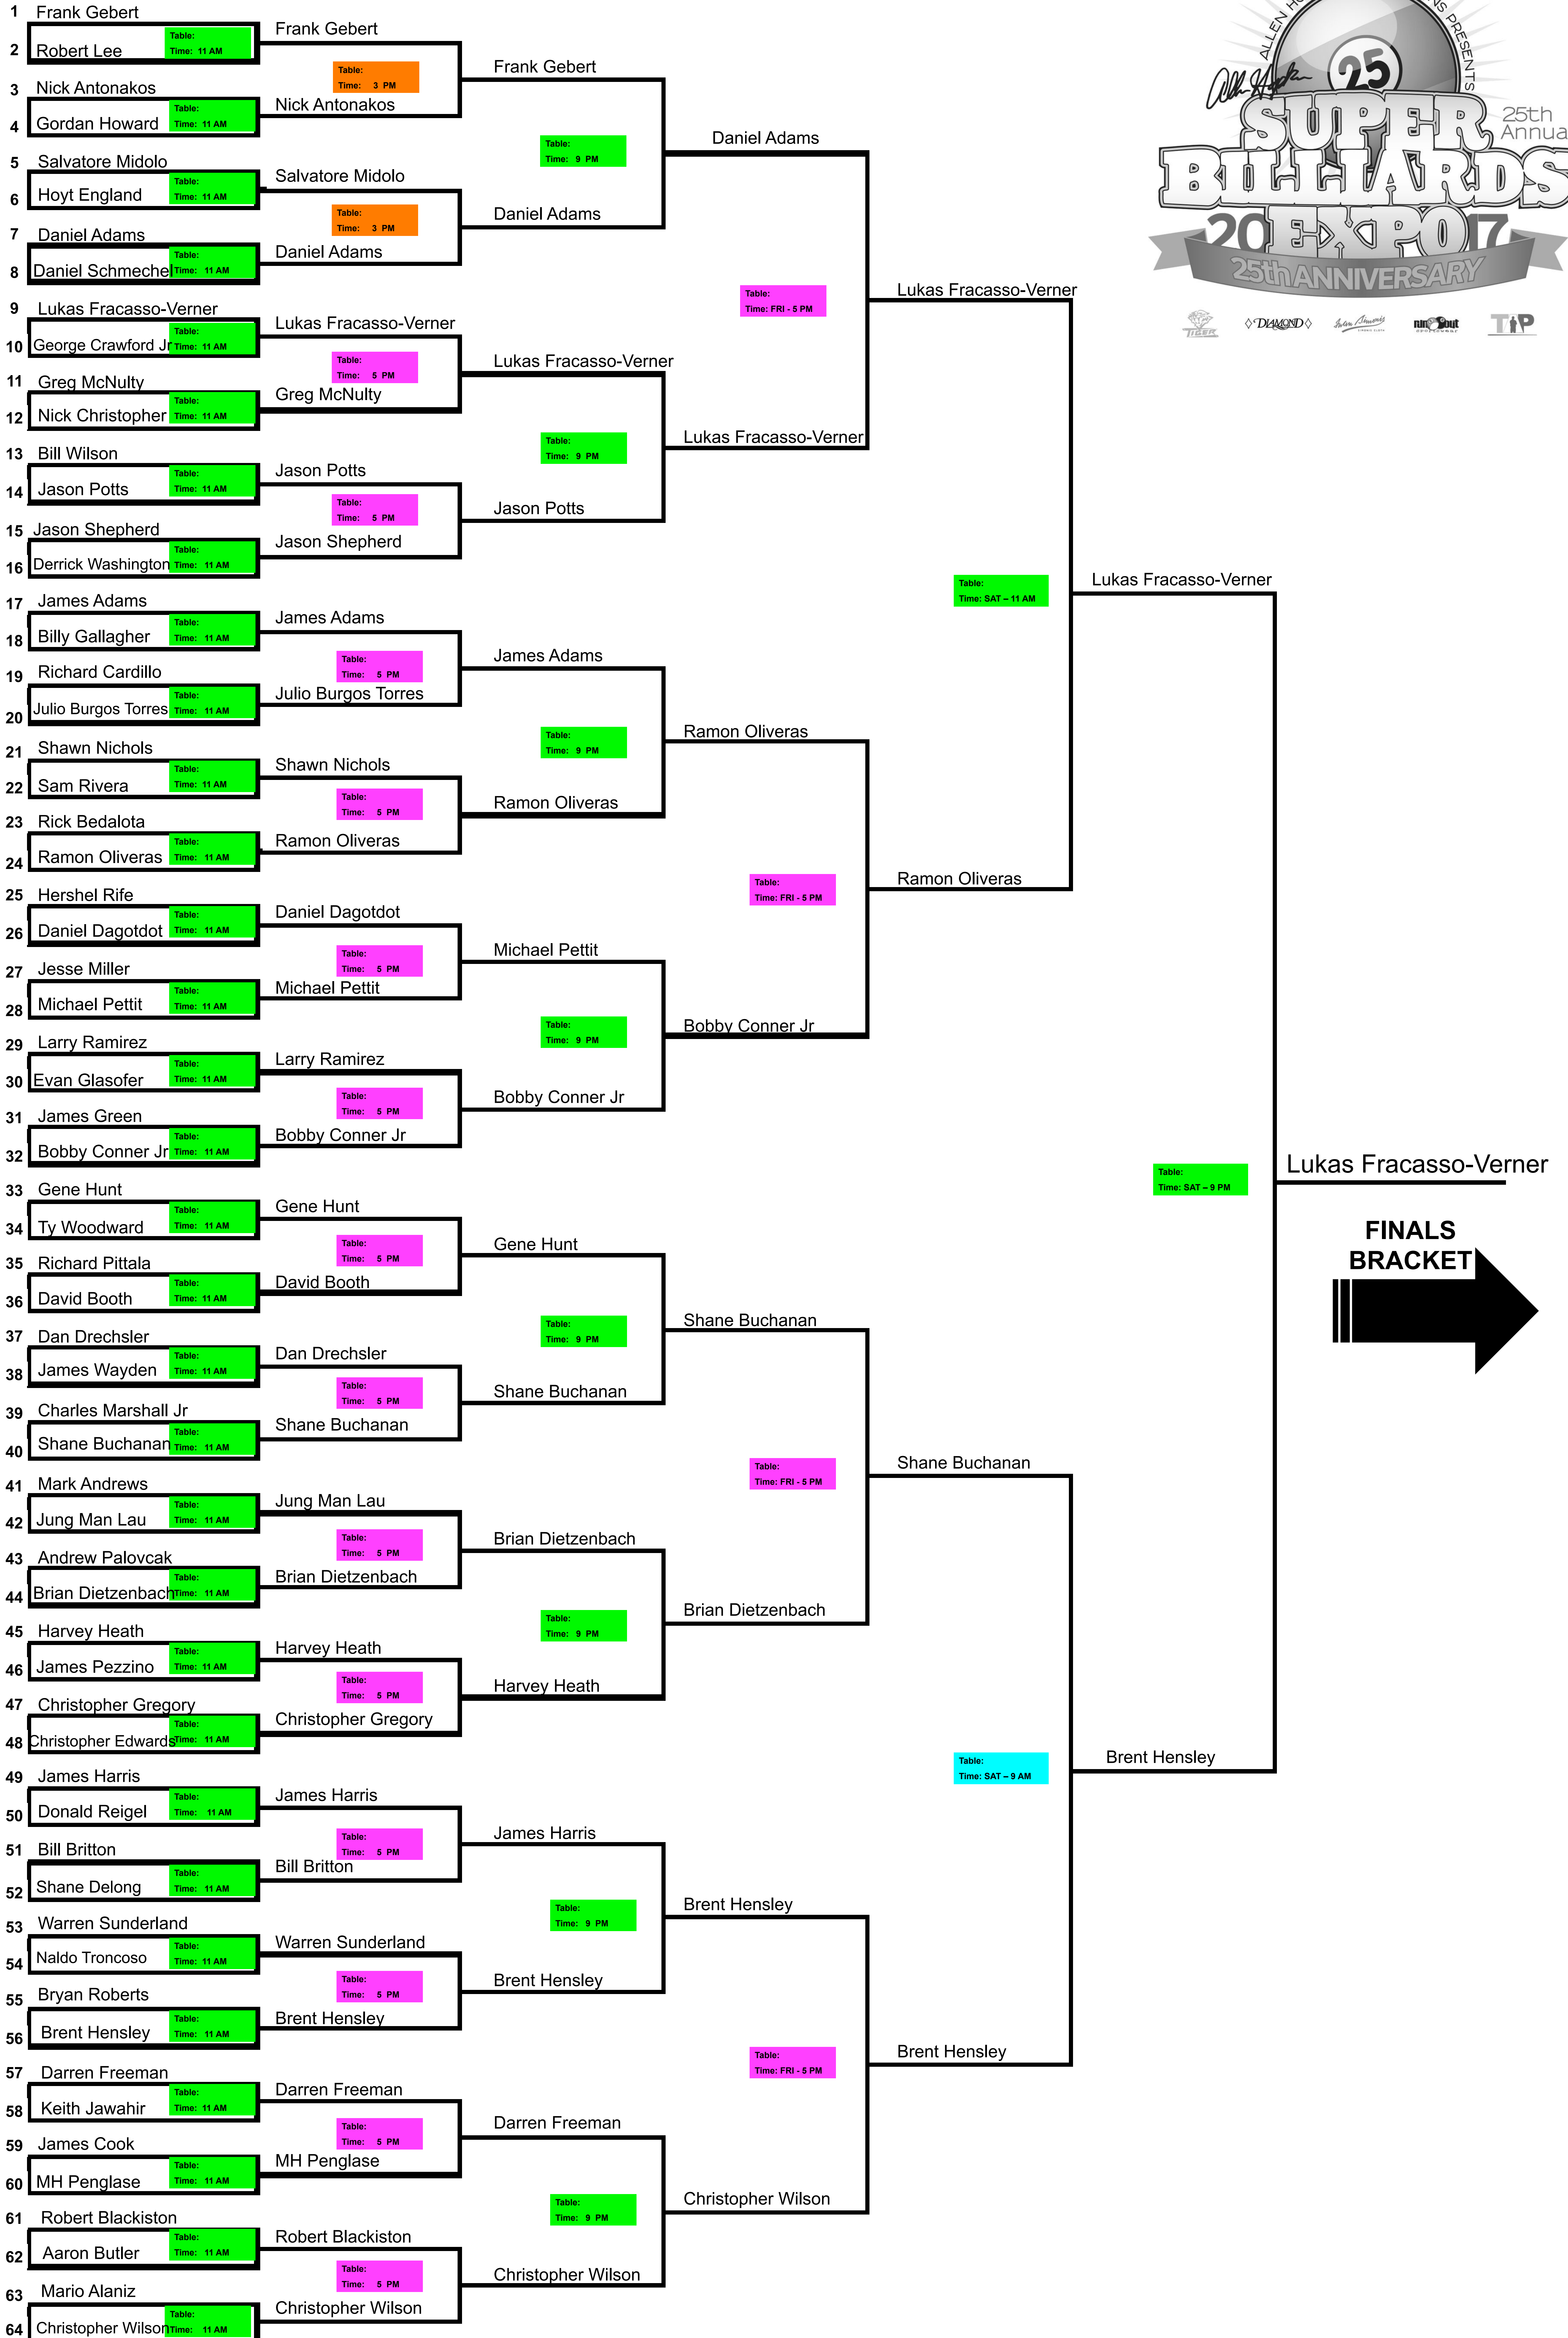 1 Frank Gebert
Table:
2 Robert Lee Time: 11 AM
3 Nick Antonakos
Table:
4 Gordan Howard Time: 11 AM
5 Salvatore Midolo
Table:
6 Hoyt England Time: 11 AM
7 Daniel Adams
Table:
8 Daniel Schmechel Time: 11 AM
9 Lukas Fracasso-Verner
Table:
10 George Crawford Jr Time: 11 AM
11 Greg McNulty
Table:
12 Nick Christopher Time: 11 AM
13 Bill Wilson
Table:
14 Jason Potts Time: 11 AM
15 Jason Shepherd
Table:
16 Derrick Washington Time: 11 AM
17 James Adams
Table:
18 Billy Gallagher Time: 11 AM
19 Richard Cardillo
Table:
20 Julio Burgos Torres Time: 11 AM
21 Shawn Nichols
Table:
22 Sam Rivera Time: 11 AM
23 Rick Bedalota
Table:
24 Ramon Oliveras Time: 11 AM
25 Hershel Rife
Table:
26 Daniel Dagotdot Time: 11 AM
27 Jesse Miller
Table:
28 Michael Pettit Time: 11 AM
29 Larry Ramirez
Table:
30 Evan Glasofer Time: 11 AM
31 James Green
Table:
32 Bobby Conner Jr Time: 11 AM
33 Gene Hunt
Table:
34 Ty Woodward Time: 11 AM
35 Richard Pittala
Table:
36 David Booth Time: 11 AM
37 Dan Drechsler
Table:
38 James Wayden Time: 11 AM
39 Charles Marshall Jr
Table:
40 Shane Buchanan Time: 11 AM
41 Mark Andrews
Table:
42 Jung Man Lau Time: 11 AM
43 Andrew Palovcak
Table:
44 Brian Dietzenbach Time: 11 AM
45 Harvey Heath
Table:
46 James Pezzino Time: 11 AM
47 Christopher Gregory
Table:
48 Christopher Edwards Time: 11 AM
49 James Harris
Table:
50 Donald Reigel Time: 11 AM
51 Bill Britton
Table:
52 Shane Delong Time: 11 AM
53 Warren Sunderland
Table:
54 Naldo Troncoso Time: 11 AM
55 Bryan Roberts
Table:
56 Brent Hensley Time: 11 AM
57 Darren Freeman
Table:
58 Keith Jawahir Time: 11 AM
59 James Cook
Table:
60 MH Penglase Time: 11 AM
61 Robert Blackiston
Table:
62 Aaron Butler Time: 11 AM
63 Mario Alaniz
Table:
64 Christopher Wilson Time: 11 AM
Frank Gebert
Table:
Time: 3 PM
Nick Antonakos
Salvatore Midolo
Table:
Time: 3 PM
Daniel Adams
Lukas Fracasso-Verner
Table:
Time: 5 PM
Greg McNulty
Jason Potts
Table:
Time: 5 PM
Jason Shepherd
James Adams
Table:
Time: 5 PM
Julio Burgos Torres
Shawn Nichols
Table:
Time: 5 PM
Ramon Oliveras
Daniel Dagotdot
Table:
Time: 5 PM
Michael Pettit
Larry Ramirez
Table:
Time: 5 PM
Bobby Conner Jr
Gene Hunt
Table:
Time: 5 PM
David Booth
Dan Drechsler
Table:
Time: 5 PM
Shane Buchanan
Jung Man Lau
Table:
Time: 5 PM
Brian Dietzenbach
Harvey Heath
Table:
Time: 5 PM
Christopher Gregory
James Harris
Table:
Time: 5 PM
Bill Britton
Warren Sunderland
Table:
Time: 5 PM
Brent Hensley
Darren Freeman
Table:
Time: 5 PM
MH Penglase
Robert Blackiston
Table:
Time: 5 PM
Christopher Wilson
Frank Gebert
Table:
Time: 9 PM
Daniel Adams
Lukas Fracasso-Verner
Table:
Time: 9 PM
Jason Potts
James Adams
Table:
Time: 9 PM
Ramon Oliveras
Michael Pettit
Table:
Time: 9 PM
Bobby Conner Jr
Gene Hunt
Table:
Time: 9 PM
Shane Buchanan
Brian Dietzenbach
Table:
Time: 9 PM
Harvey Heath
James Harris
Table:
Time: 9 PM
Brent Hensley
Darren Freeman
Table:
Time: 9 PM
Christopher Wilson
Daniel Adams
Table:
Time: FRI - 5 PM
Lukas Fracasso-Verner
Ramon Oliveras
Table:
Time: FRI - 5 PM
Bobby Conner Jr
Shane Buchanan
Table:
Time: FRI - 5 PM
Brian Dietzenbach
Brent Hensley
Table:
Time: FRI - 5 PM
Christopher Wilson
Lukas Fracasso-Verner
Table:
Time: SAT – 11 AM
Ramon Oliveras
Shane Buchanan
Table:
Time: SAT – 9 AM
Brent Hensley
Lukas Fracasso-Verner
Table:
Time: SAT – 9 PM
Brent Hensley
Lukas Fracasso-Verner
FINALS
BRACKET
ALLEN
NS PRESENTS
25
SUPER
25th
Annua
BILLIARDS
2017
EXPO
25th ANNIVERSARY
TIGER
DIAMOND
TIP